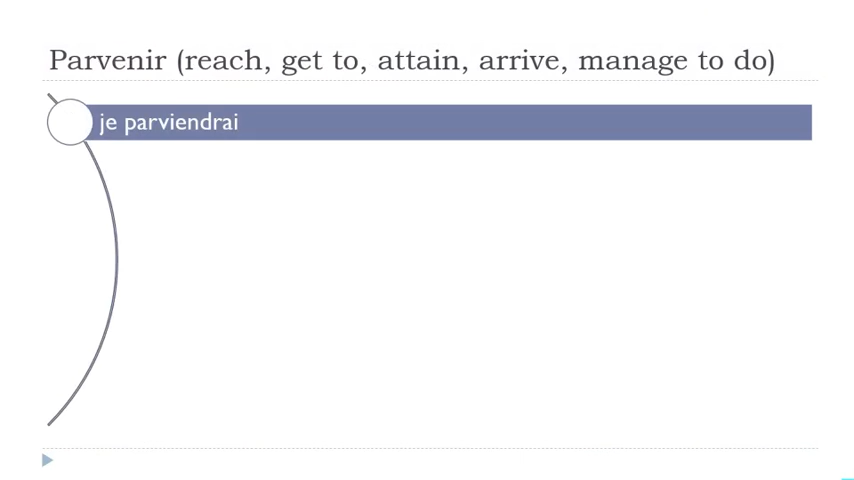 Parvenir (reach, get to, attain, arrive, manage to do)
je parviendrai